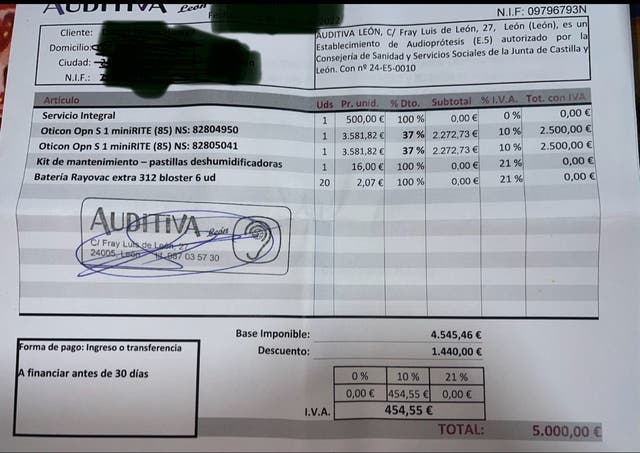 AUDITIVA León
N.I.F: 09796793N
Cliente:
Domicilio:
Ciudad:
N.I.F.:
AUDITIVA LEÓN, C/ Fray Luis de León, 27, León (León), es un
Establecimiento de Audioprótesis (E.5) autorizado por la
Consejería de Sanidad y Servicios Sociales de la Junta de Castilla y
León. Con nº 24-E5-0010
Artículo Uds Pr. unid. % Dto. Subtotal % I.V.A. Tot. con IVA
Servicio Integral 1 500,00 € 100 % 0,00 € 0 % 0,00 €
Oticon Opn S 1 miniRITE (85) NS: 82804950 1 3.581,82 € 37 % 2.272,73 € 10 % 2.500,00 €
Oticon Opn S 1 miniRITE (85) NS: 82805041 1 3.581,82 € 37 % 2.272,73 € 10 % 2.500,00 €
Kit de mantenimiento – pastillas deshumidificadoras 1 16,00 € 100 % 0,00 € 21 % 0,00 €
Batería Rayovac extra 312 bloster 6 ud 20 2,07 € 100 % 0,00 € 21 % 0,00 €
AUDITIVA León
C/ Fray Luis de León, 27
24005, León 987 03 57 30
Base Imponible: 4.545,46 €
Descuento: 1.440,00 €
Forma de pago: Ingreso o transferencia
A financiar antes de 30 días
0 % 10 % 21 %
0,00 € 454,55 € 0,00 €
I.V.A. 454,55 €
TOTAL: 5.000,00 €